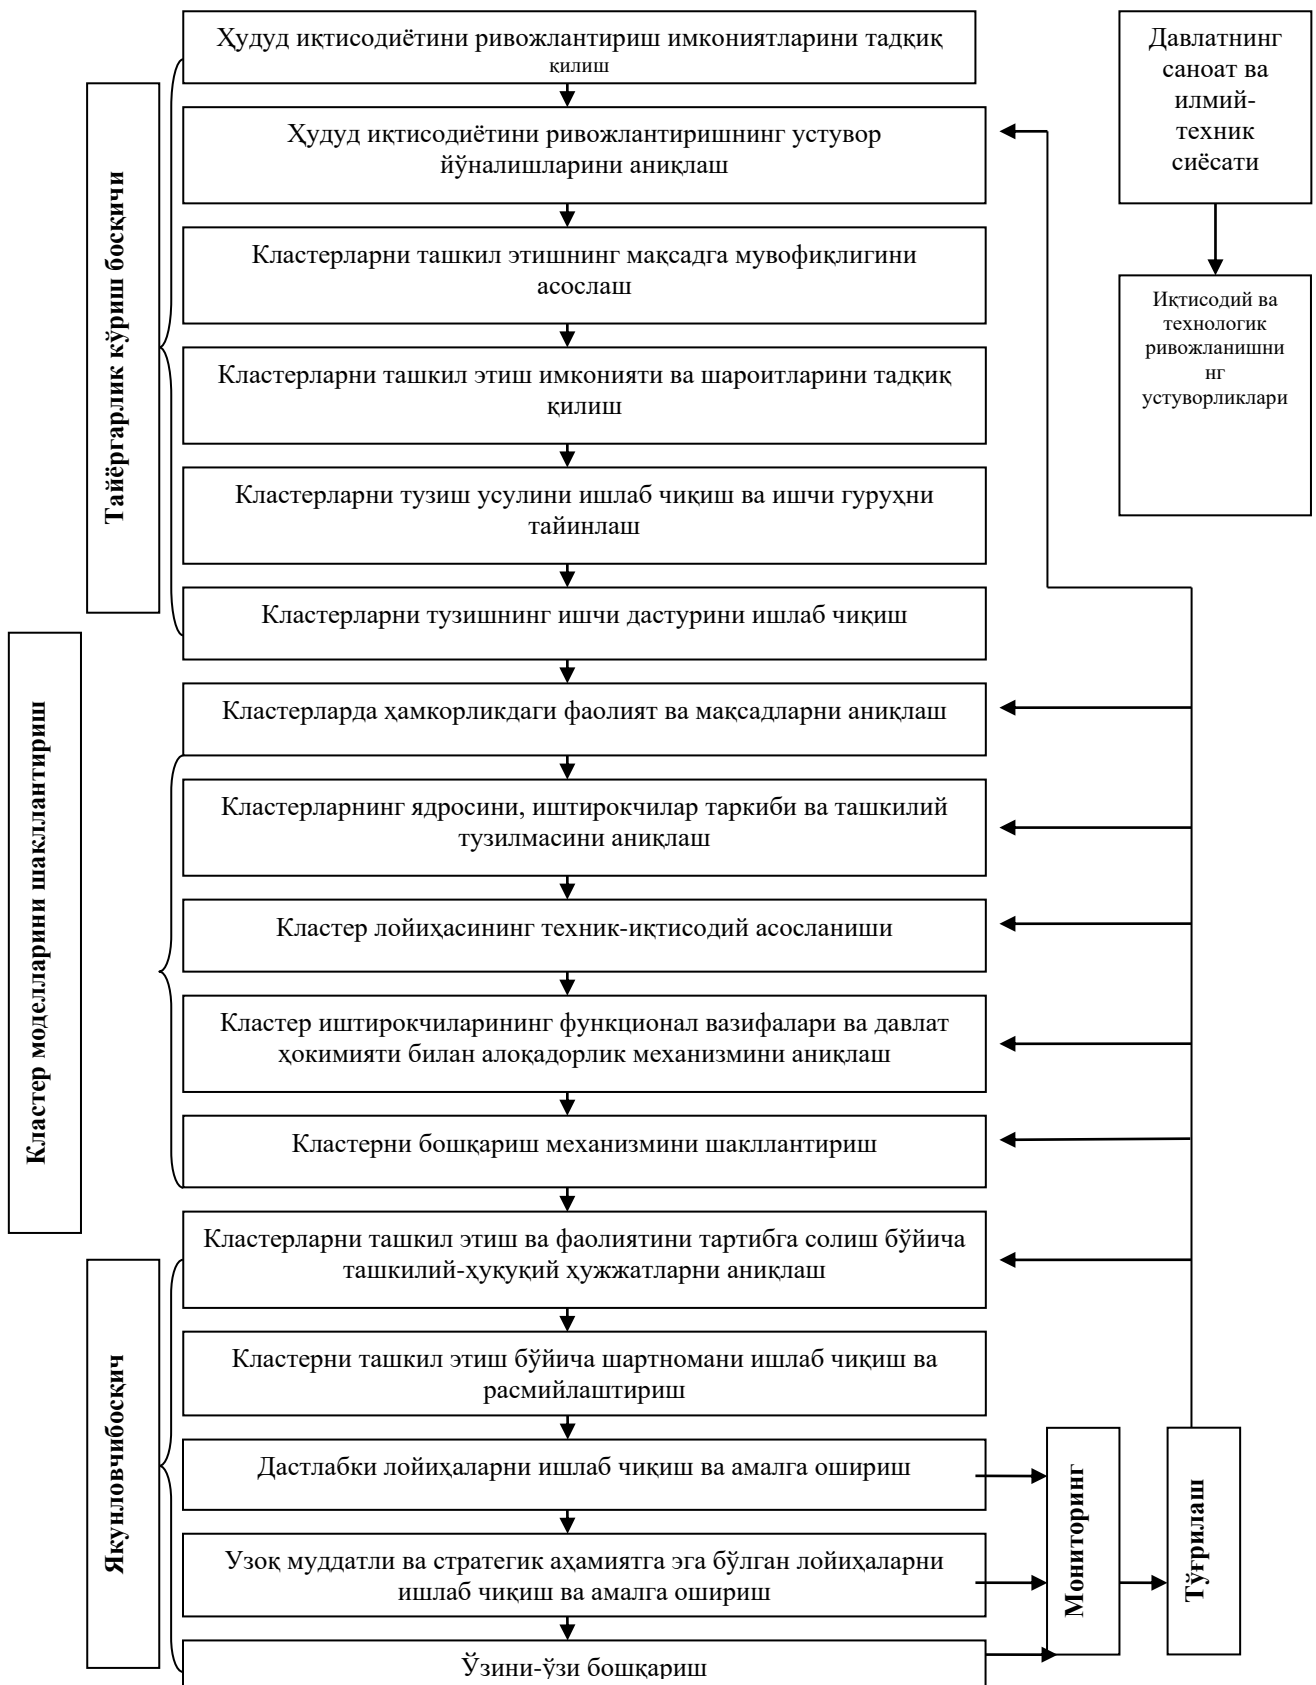 Ҳудуд иқтисодиётини ривожлантириш имкониятларини тадқиқ
қилиш
Давлатнинг
саноат ва
илмий-
техник
сиёсати
Тайёргарлик кўриш босқичи
Ҳудуд иқтисодиётини ривожлантиришнинг устувор
йўналишларини аниқлаш
Кластерларни ташкил этишнинг мақсадга мувофиқлигини
асослаш
Иқтисодий ва
технологик
ривожланишни
нг
устуворликлари
Кластерларни ташкил этиш имконияти ва шароитларини тадқиқ
қилиш
Кластерларни тузиш усулини ишлаб чиқиш ва ишчи гуруҳни
тайинлаш
Кластерларни тузишнинг ишчи дастурини ишлаб чиқиш
Кластер моделларини шакллантириш
Кластерларда ҳамкорликдаги фаолият ва мақсадларни аниқлаш
Кластерларнинг ядросини, иштирокчилар таркиби ва ташкилий
тузилмасини аниқлаш
Кластер лойиҳасининг техник-иқтисодий асосланиши
Кластер иштирокчиларининг функционал вазифалари ва давлат
ҳокимияти билан алоқадорлик механизмини аниқлаш
Кластерни бошқариш механизмини шакллантириш
Кластерларни ташкил этиш ва фаолиятини тартибга солиш бўйича
ташкилий-ҳуқуқий ҳужжатларни аниқлаш
Якунловчибосқич
Кластерни ташкил этиш бўйича шартномани ишлаб чиқиш ва
расмийлаштириш
Дастлабки лойиҳаларни ишлаб чиқиш ва амалга ошириш
Узоқ муддатли ва стратегик аҳамиятга эга бўлган лойиҳаларни
ишлаб чиқиш ва амалга ошириш
Ўзини-ўзи бошқариш
Мониторинг
Тўғрилаш